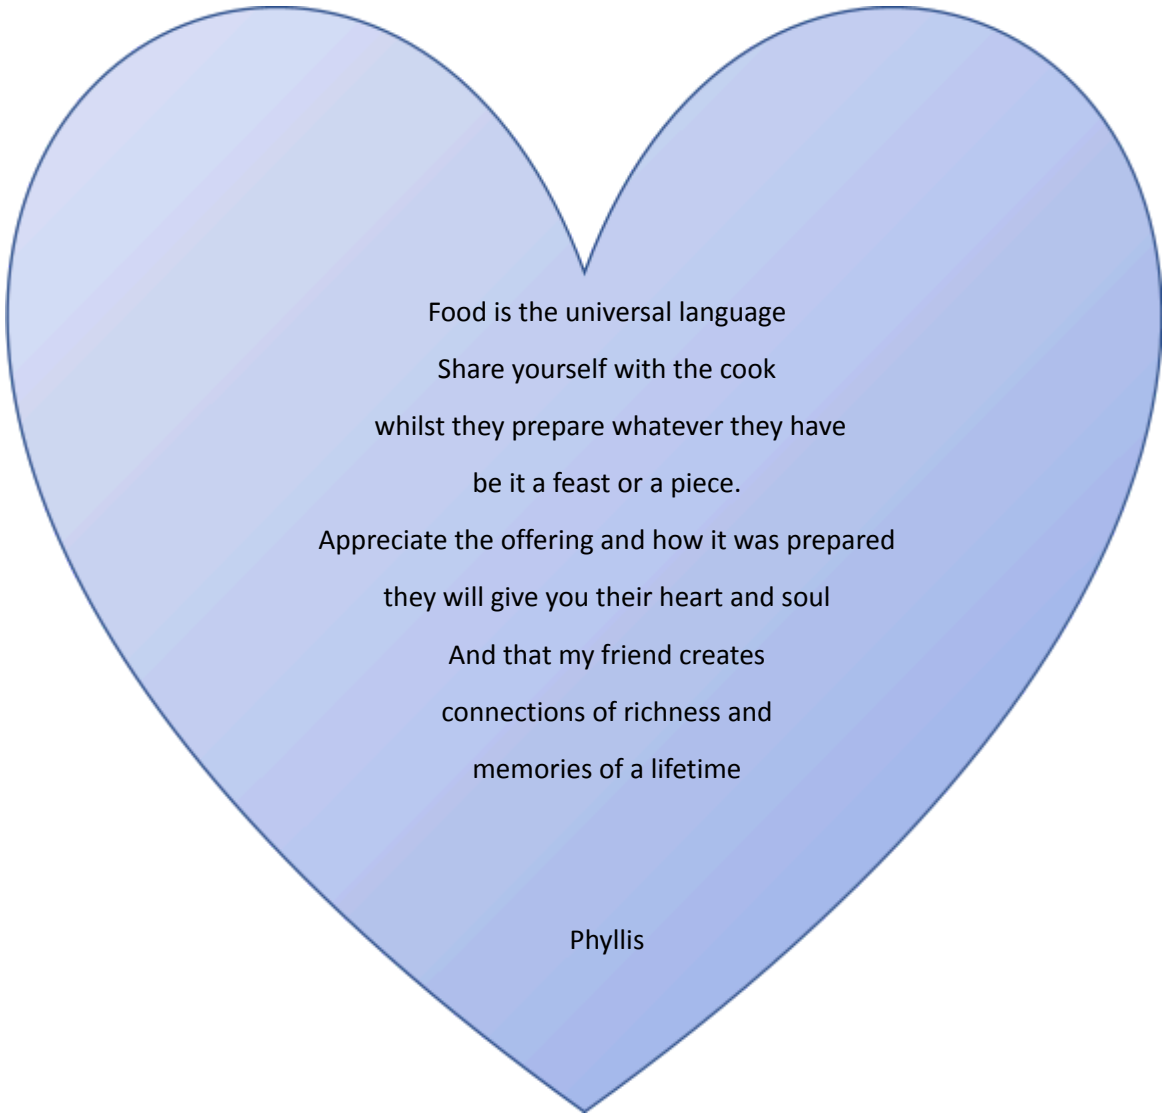 Food is the universal language
Share yourself with the cook
whilst they prepare whatever they have
be it a feast or a piece.
Appreciate the offering and how it was prepared
they will give you their heart and soul
And that my friend creates
connections of richness and
memories of a lifetime
Phyllis